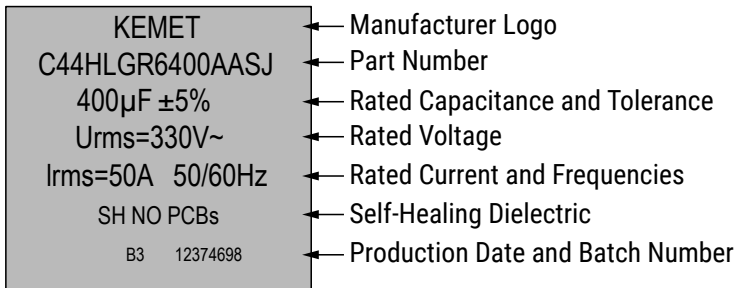 KEMET Manufacturer Logo
C44HLGR6400AASJ Part Number
400µF ±5% Rated Capacitance and Tolerance
Urms=330V~ Rated Voltage
Irms=50A 50/60Hz Rated Current and Frequencies
SH NO PCBs Self-Healing Dielectric
B3 12374698 Production Date and Batch Number